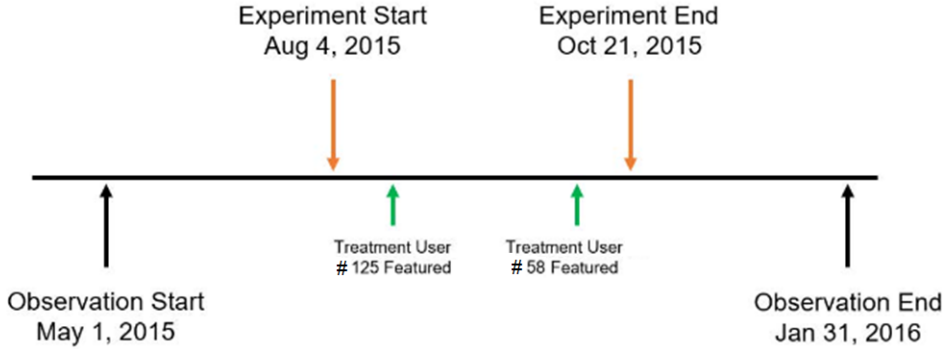 Experiment Start
Aug 4, 2015
Experiment End
Oct 21, 2015
Treatment User
# 125 Featured
Treatment User
# 58 Featured
Observation Start
May 1, 2015
Observation End
Jan 31, 2016